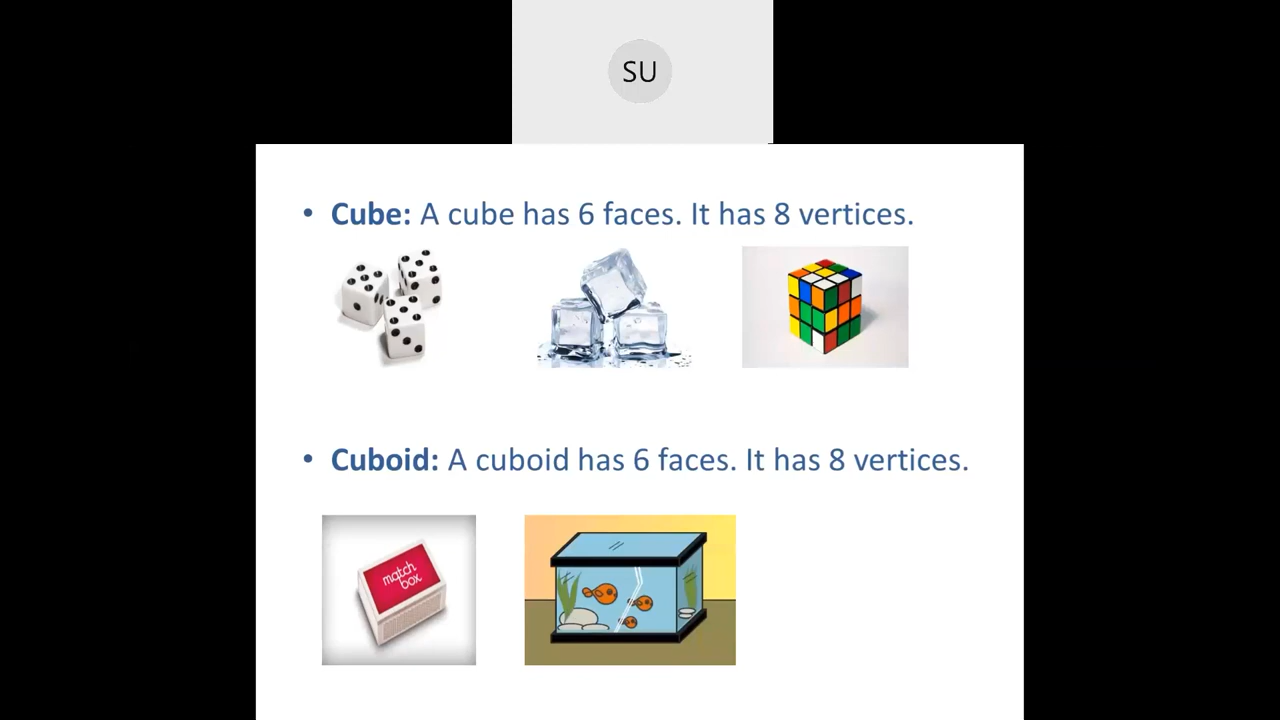 SU
• Cube: A cube has 6 faces. It has 8 vertices.
• Cuboid: A cuboid has 6 faces. It has 8 vertices.
match
box